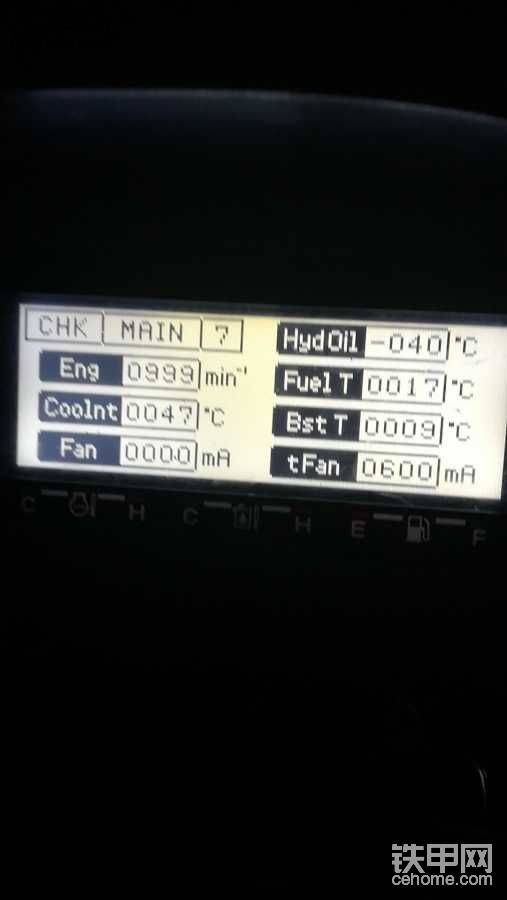 CHK MAIN 7
Eng 0999 min⁻¹
Coolnt 0047 °C
Fan 0000 mA
Hyd Oil -040 °C
Fuel T 0017 °C
Bst T 0009 °C
tFan 0600 mA
C H C H E F
铁甲网
cehome.com